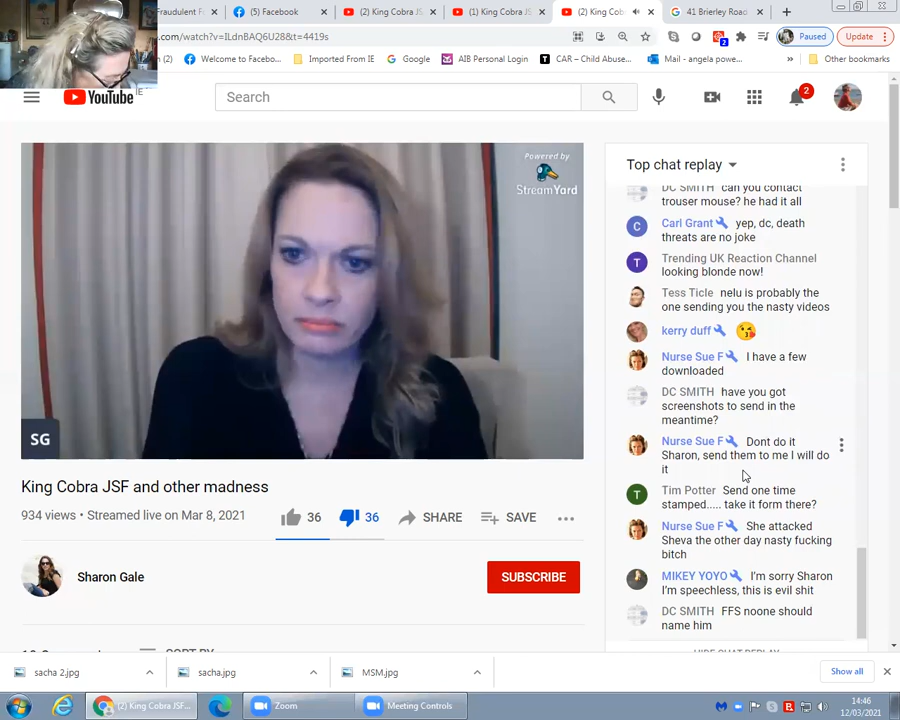 Fraudulent F
(5) Facebook
(2) King Cobra JS
(1) King Cobra JS
(2) King Cob
41 Brierley Road
.com/watch?v=ILdnBAQ6U28&t=4419s
2
Paused
Update
(2)
Welcome to Facebo...
Imported From IE
Google
AIB Personal Login
CAR – Child Abuse...
Mail - angela powe...
»
Other bookmarks
YouTube IE
Search
2
Powered by
StreamYard
SG
King Cobra JSF and other madness
934 views • Streamed live on Mar 8, 2021
36
36
SHARE
SAVE
Sharon Gale
SUBSCRIBE
SORT BY
Top chat replay
DC SMITH can you contact
trouser mouse? he had it all
C
Carl Grant yep, dc, death
threats are no joke
T
Trending UK Reaction Channel
looking blonde now!
Tess Ticle nelu is probably the
one sending you the nasty videos
kerry duff 😘
Nurse Sue F I have a few
downloaded
DC SMITH have you got
screenshots to send in the
meantime?
Nurse Sue F Dont do it
Sharon, send them to me I will do
it
T
Tim Potter Send one time
stamped..... take it form there?
Nurse Sue F She attacked
Sheva the other day nasty fucking
bitch
MIKEY YOYO I'm sorry Sharon
I'm speechless, this is evil shit
DC SMITH FFS noone should
name him
HIDE CHAT REPLAY
sacha 2.jpg
sacha.jpg
MSM.jpg
Show all
(2) King Cobra JSF...
Zoom
Meeting Controls
14:46
12/03/2021